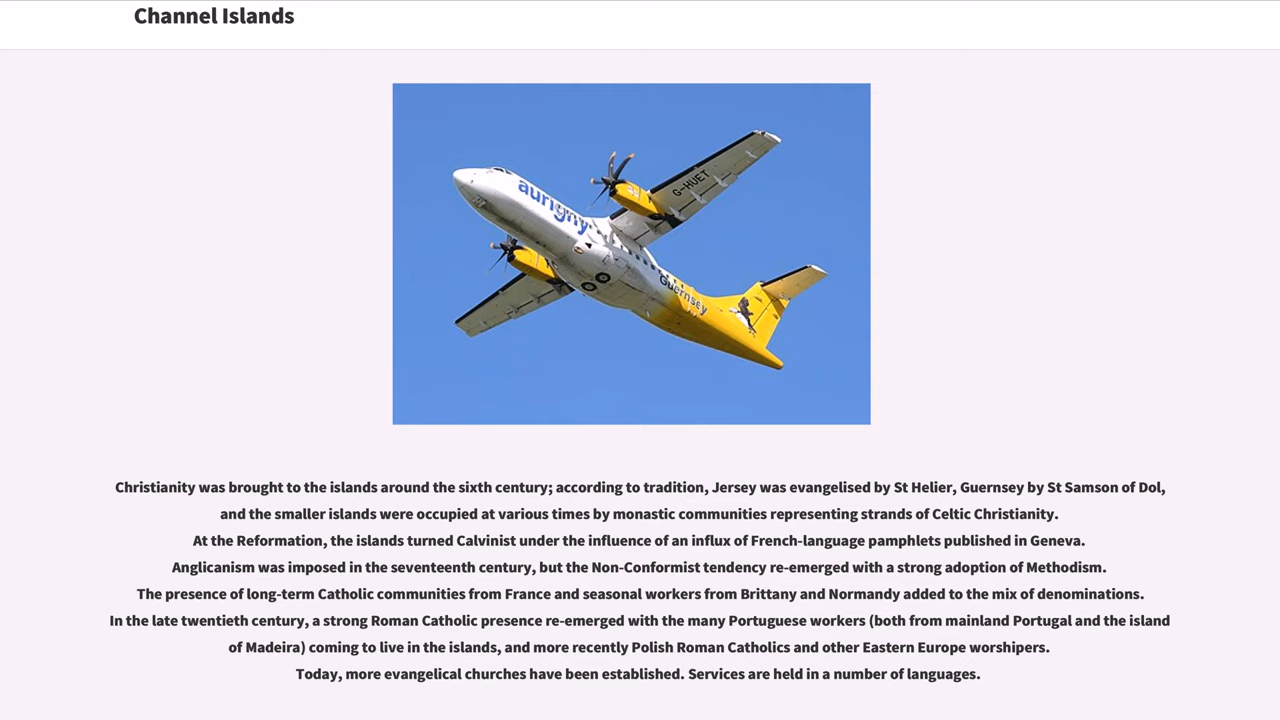 Channel Islands
aurigny
G-HUET
Guernsey
Christianity was brought to the islands around the sixth century; according to tradition, Jersey was evangelised by St Helier, Guernsey by St Samson of Dol,
and the smaller islands were occupied at various times by monastic communities representing strands of Celtic Christianity.
At the Reformation, the islands turned Calvinist under the influence of an influx of French-language pamphlets published in Geneva.
Anglicanism was imposed in the seventeenth century, but the Non-Conformist tendency re-emerged with a strong adoption of Methodism.
The presence of long-term Catholic communities from France and seasonal workers from Brittany and Normandy added to the mix of denominations.
In the late twentieth century, a strong Roman Catholic presence re-emerged with the many Portuguese workers (both from mainland Portugal and the island
of Madeira) coming to live in the islands, and more recently Polish Roman Catholics and other Eastern Europe worshipers.
Today, more evangelical churches have been established. Services are held in a number of languages.